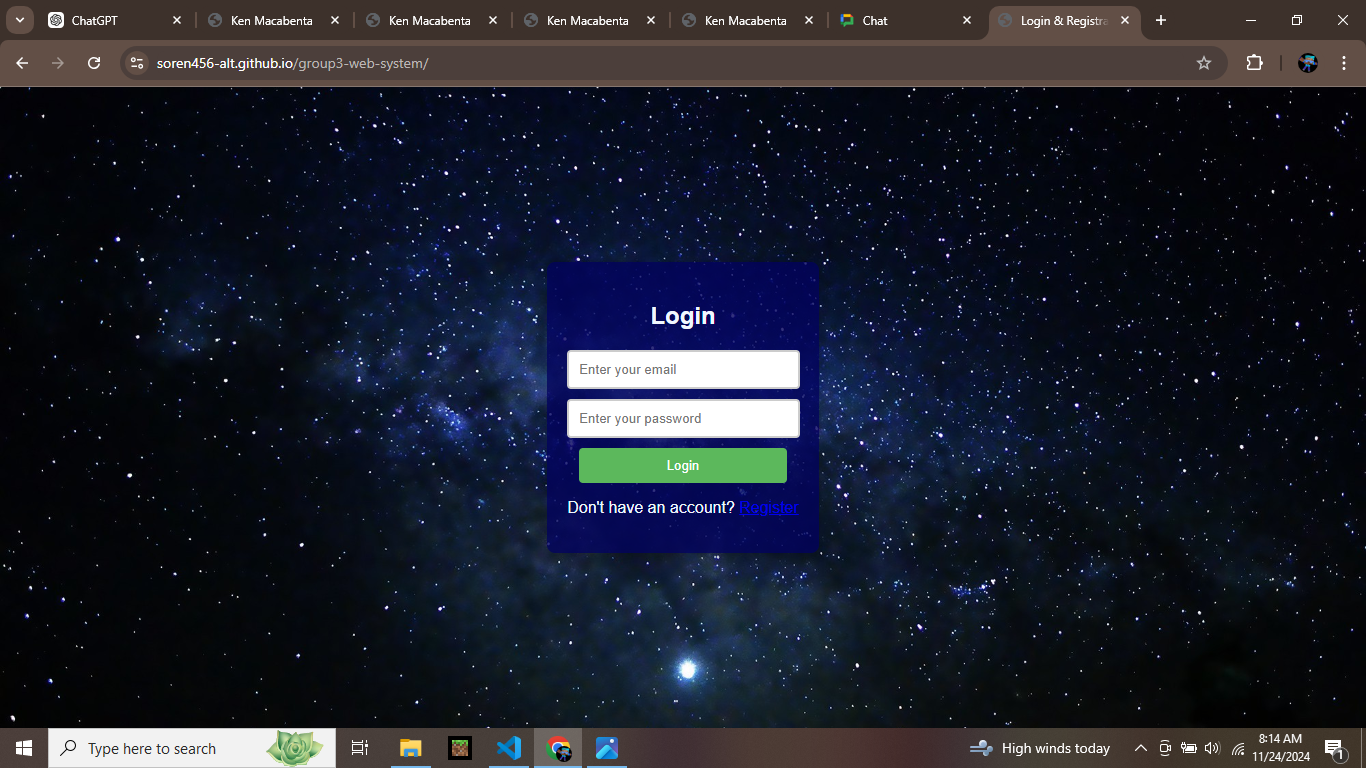 ChatGPT
Ken Macabenta
Ken Macabenta
Ken Macabenta
Ken Macabenta
Chat
Login & Registra
soren456-alt.github.io/group3-web-system/
Login
Enter your email
Enter your password
Login
Don't have an account? Register
Type here to search
High winds today
8:14 AM
11/24/2024
1